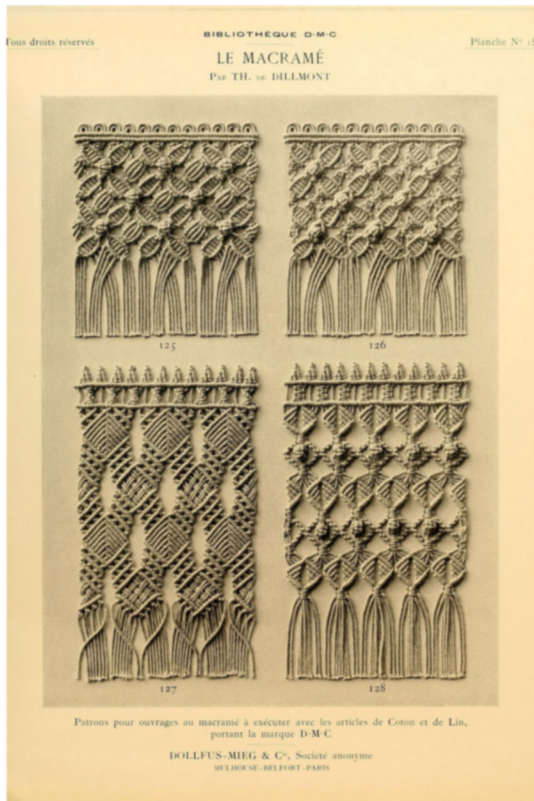 BIBLIOTHÈQUE D·M·C
Tous droits réservés
Planche Nº
LE MACRAMÉ
PAR TH. DE DILLMONT
125
126
127
128
Patrons pour ouvrages au macramé à exécuter avec les articles de Coton et de Lin,
portant la marque D·M·C
DOLLFUS-MIEG & Cie, Société anonyme
MULHOUSE-BELFORT-PARIS